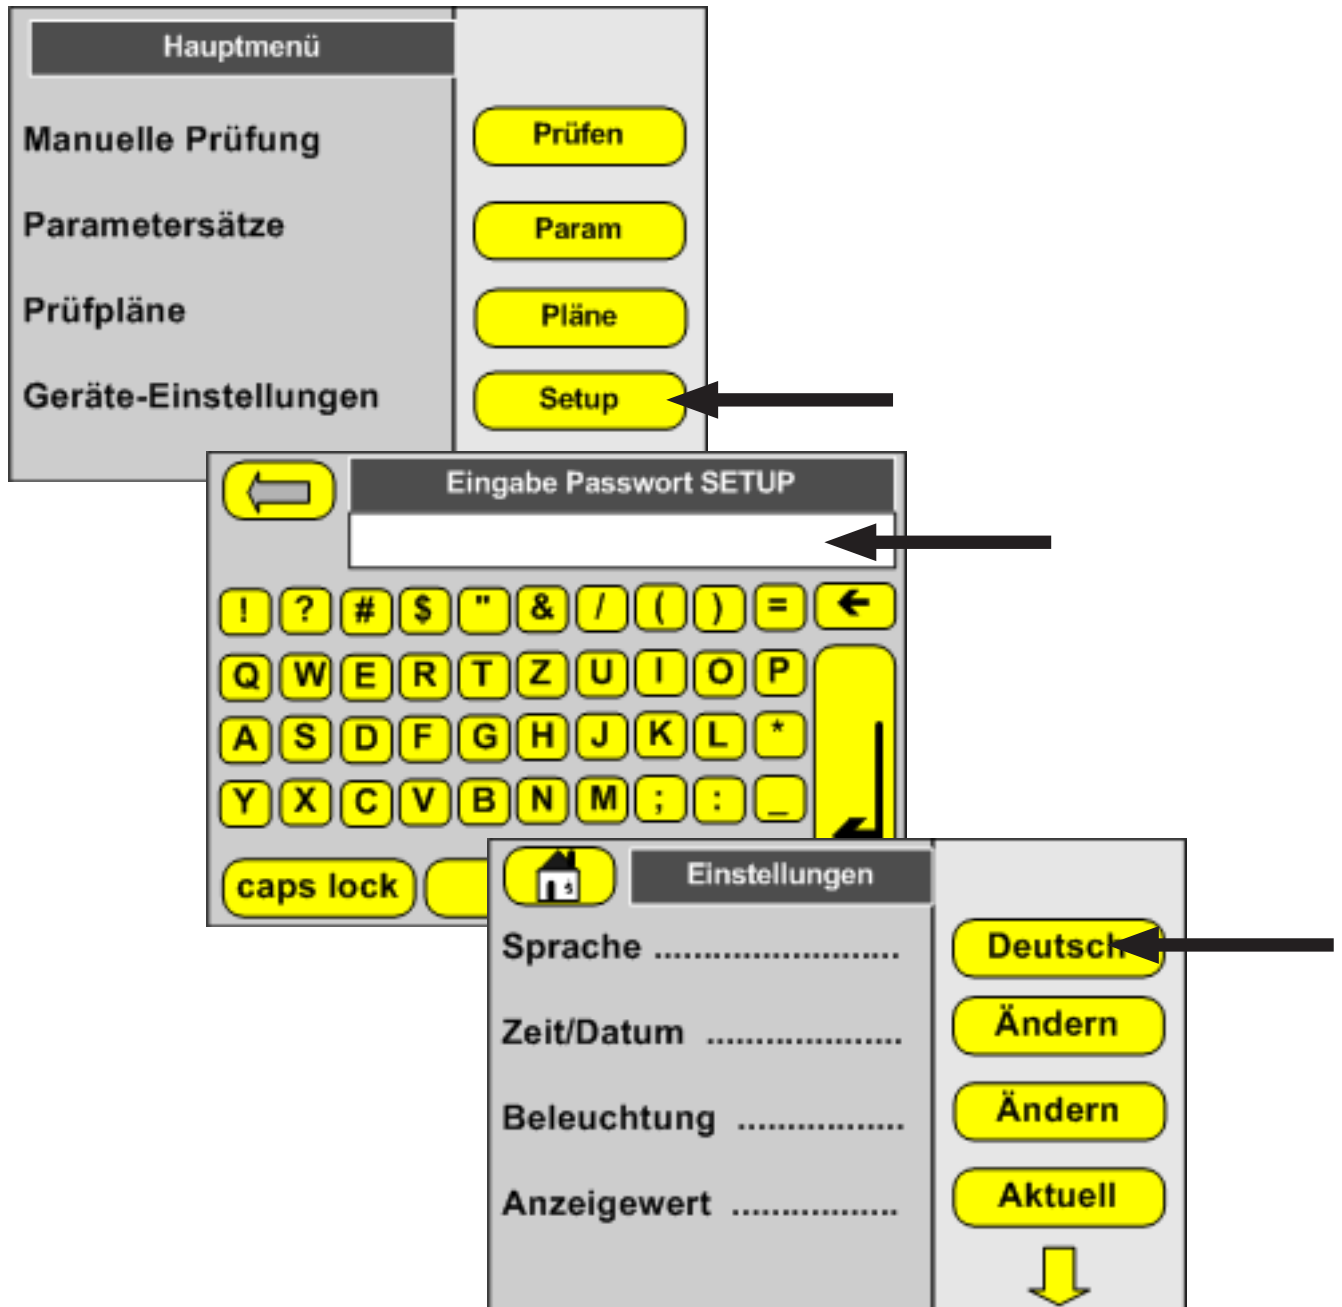 Hauptmenü
Manuelle Prüfung Prüfen
Parametersätze Param
Prüfpläne Pläne
Geräte-Einstellungen Setup
Eingabe Passwort SETUP
! ? # $ " & / ( ) =
Q W E R T Z U I O P
A S D F G H J K L *
Y X C V B N M ; : _
caps lock
Einstellungen
Sprache ......................... Deutsch
Zeit/Datum .................... Ändern
Beleuchtung ................. Ändern
Anzeigewert ................. Aktuell